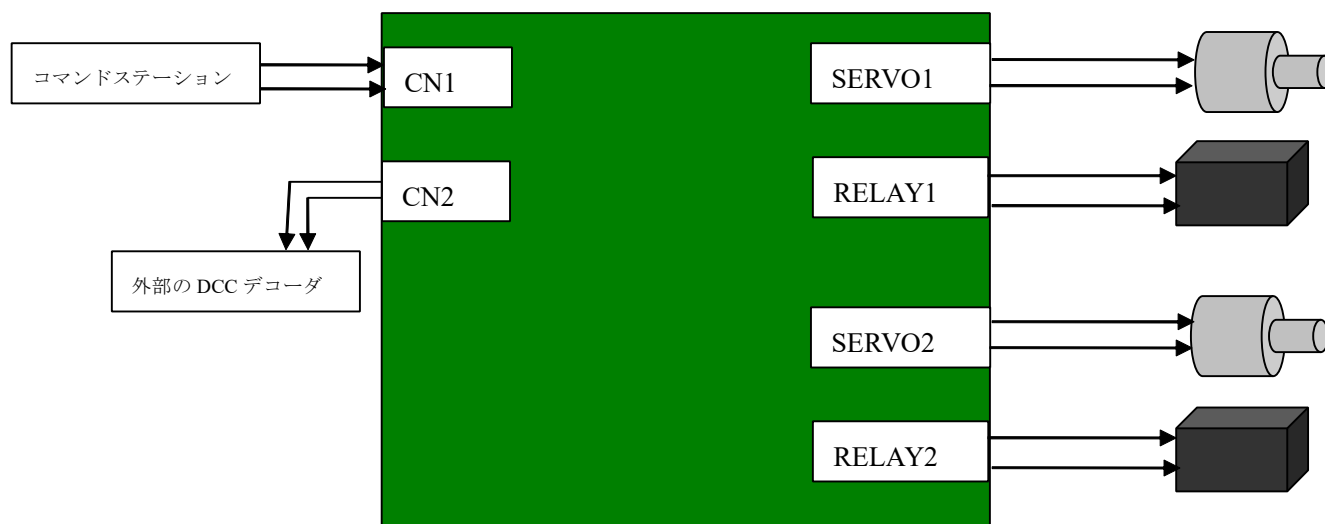 コマンドステーション
CN1
CN2
外部の DCC デコーダ
SERVO1
RELAY1
SERVO2
RELAY2